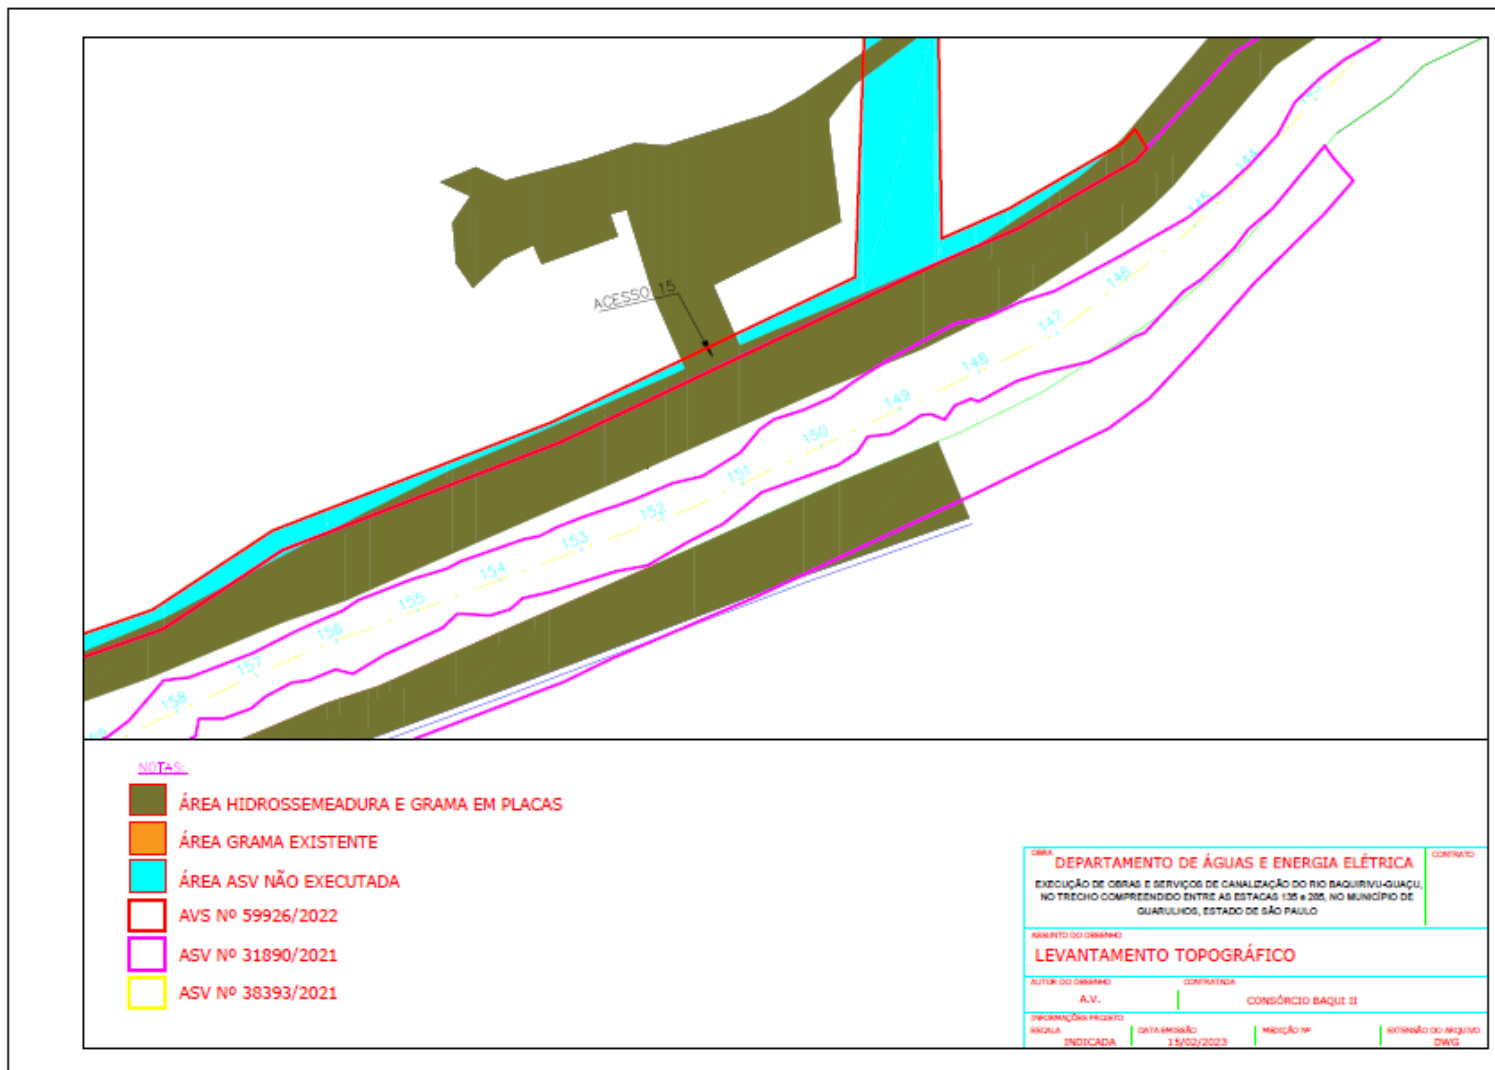 143
144
145
146
147
148
149
150
151
152
153
154
155
156
157
158
ACESSO 15
NOTAS:
ÁREA HIDROSSEMEADURA E GRAMA EM PLACAS
ÁREA GRAMA EXISTENTE
ÁREA ASV NÃO EXECUTADA
AVS Nº 59926/2022
ASV Nº 31890/2021
ASV Nº 38393/2021
OBRA
DEPARTAMENTO DE ÁGUAS E ENERGIA ELÉTRICA
CONTRATO
EXECUÇÃO DE OBRAS E SERVIÇOS DE CANALIZAÇÃO DO RIO BAQUIRIVU-GUAÇU,
NO TRECHO COMPREENDIDO ENTRE AS ESTACAS 135 e 285, NO MUNICÍPIO DE
GUARULHOS, ESTADO DE SÃO PAULO
ASSUNTO DO DESENHO
LEVANTAMENTO TOPOGRÁFICO
AUTOR DO DESENHO
CONTRATADA
A.V.
CONSÓRCIO BAQUI II
INFORMAÇÕES PROJETO
ESCALA
DATA EMISSÃO
MEDIÇÃO Nº
EXTENSÃO DO ARQUIVO
INDICADA
15/02/2023
DWG